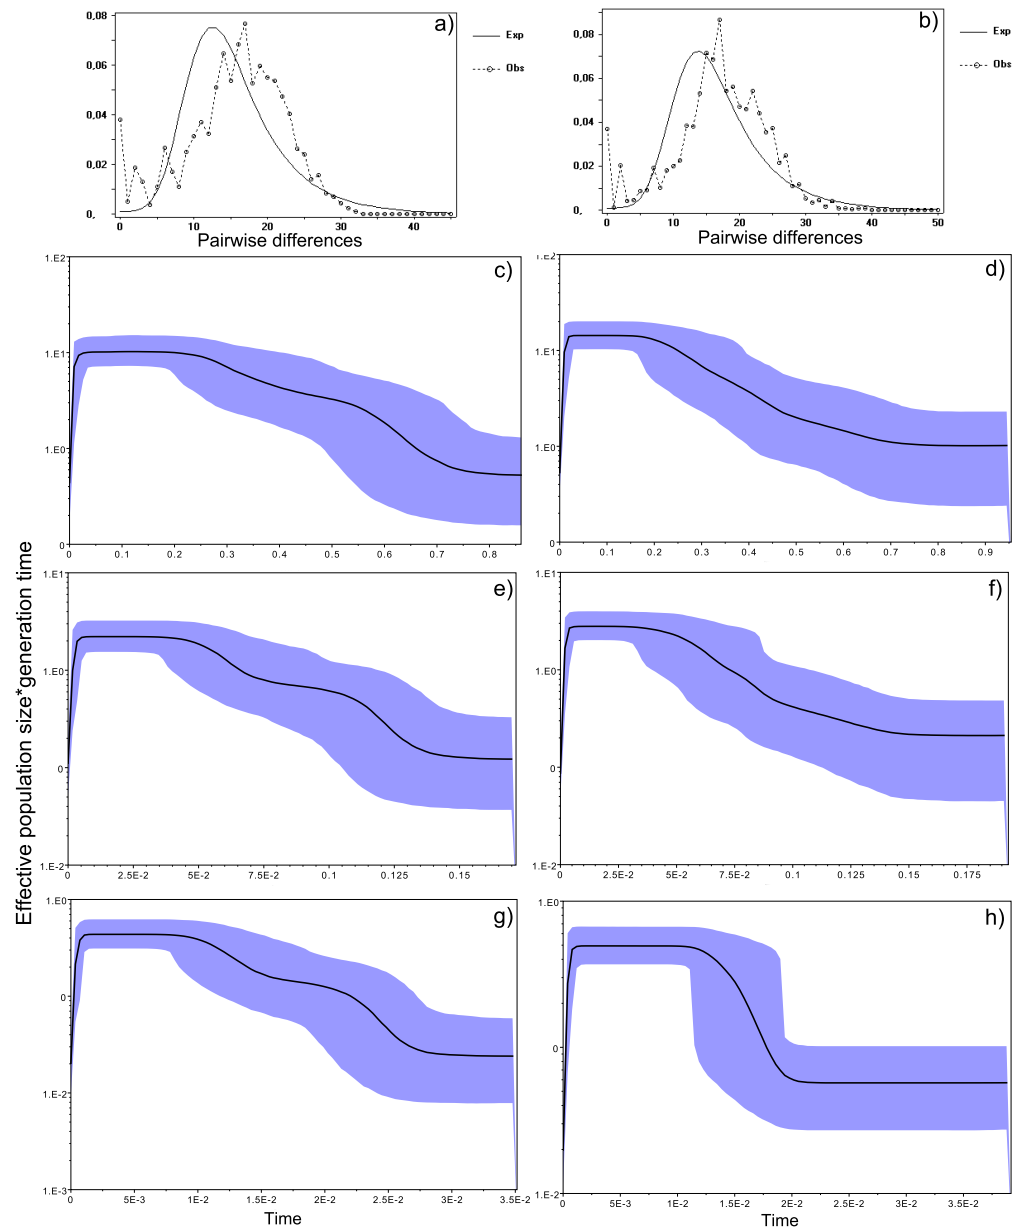 a)
0,08
0,06
0,04
0,02
0.
0
10
20
30
40
Pairwise differences
Exp
Obs
b)
0,08
0,06
0,04
0,02
0.
0
10
20
30
40
50
Pairwise differences
Exp
Obs
Effective population size*generation time
c)
1.E2
1.E1
1.E0
0
0 0.1 0.2 0.3 0.4 0.5 0.6 0.7 0.8
d)
1.E2
1.E1
1.E0
0
0 0.1 0.2 0.3 0.4 0.5 0.6 0.7 0.8 0.9
e)
1.E1
1.E0
0
1.E-2
0 2.5E-2 5E-2 7.5E-2 0.1 0.125 0.15
f)
1.E1
1.E0
0
1.E-2
0 2.5E-2 5E-2 7.5E-2 0.1 0.125 0.15 0.175
g)
1.E0
0
1.E-2
1.E-3
0 5E-3 1E-2 1.5E-2 2E-2 2.5E-2 3E-2 3.5E-2
Time
h)
1.E0
0
1.E-2
0 5E-3 1E-2 1.5E-2 2E-2 2.5E-2 3E-2 3.5E-2
Time